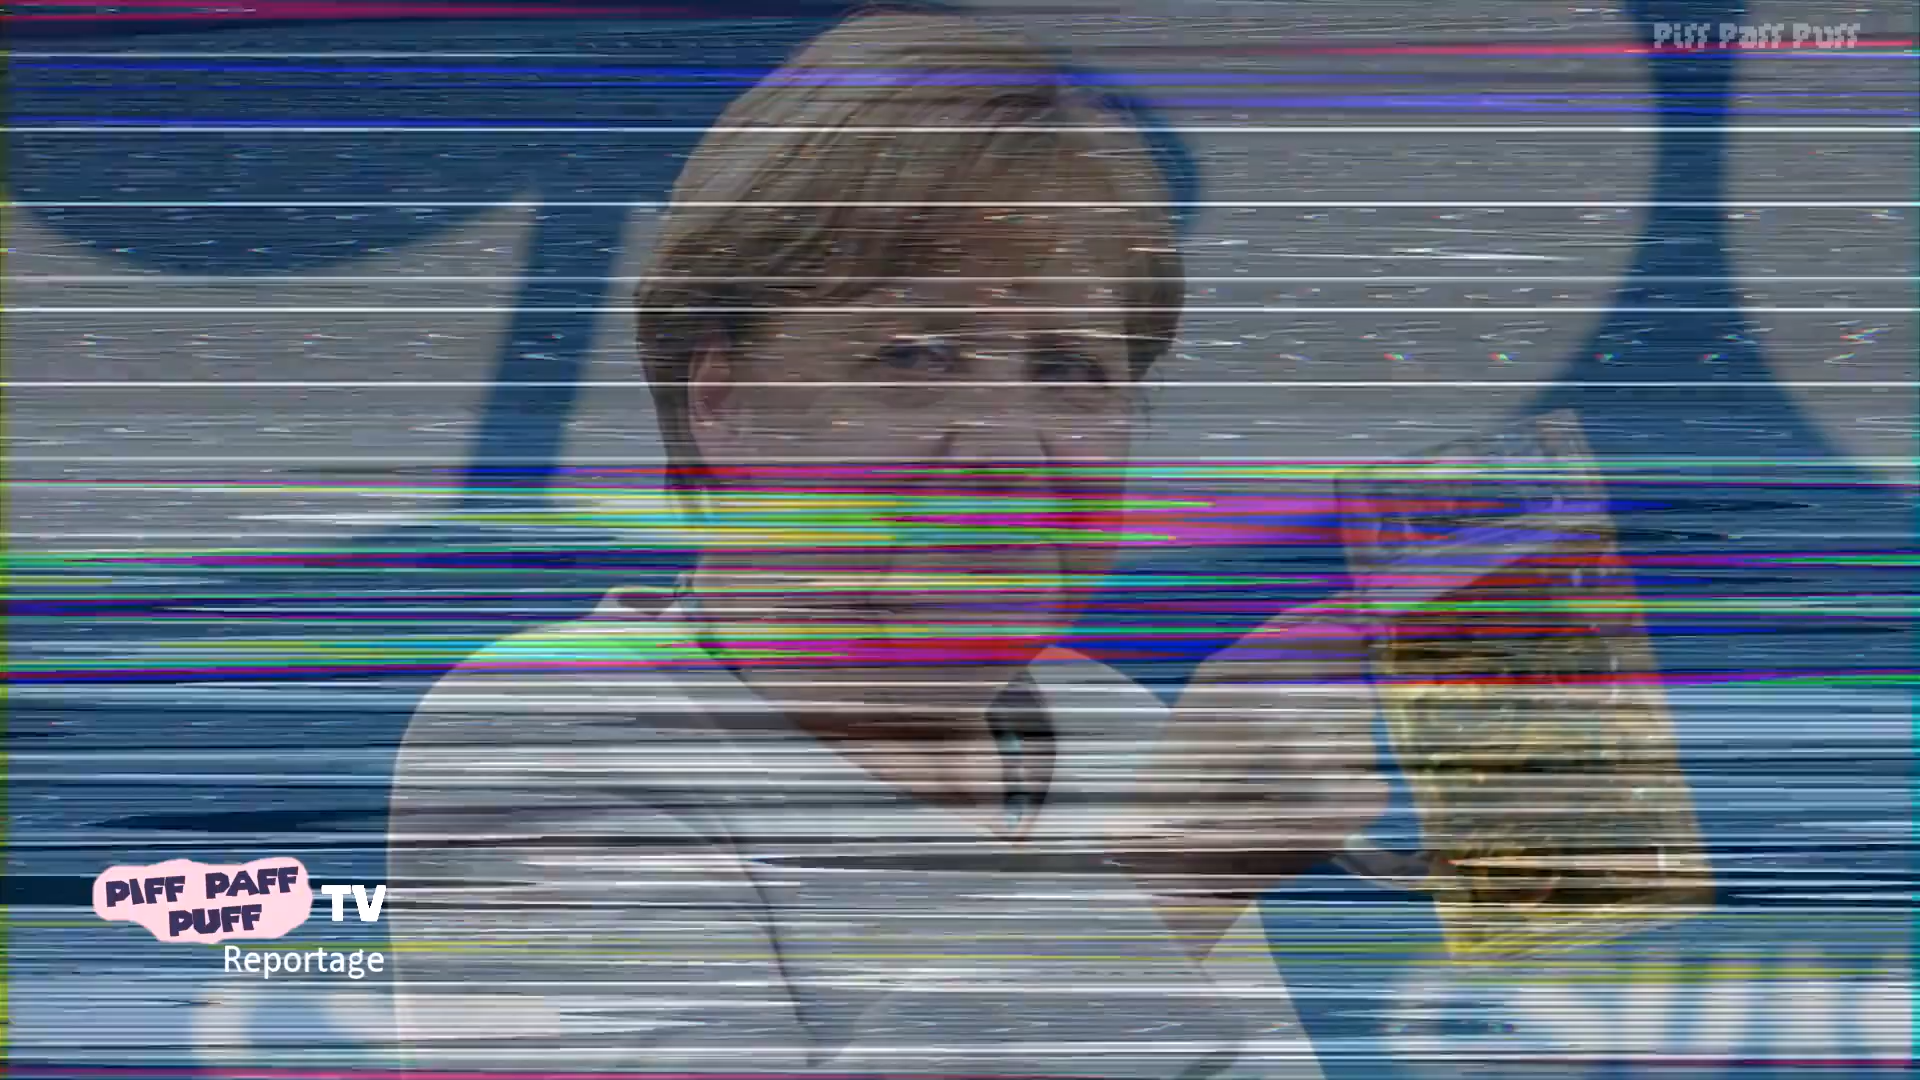 Piff Paff Puff
PIFF PAFF
PUFF
TV
Reportage